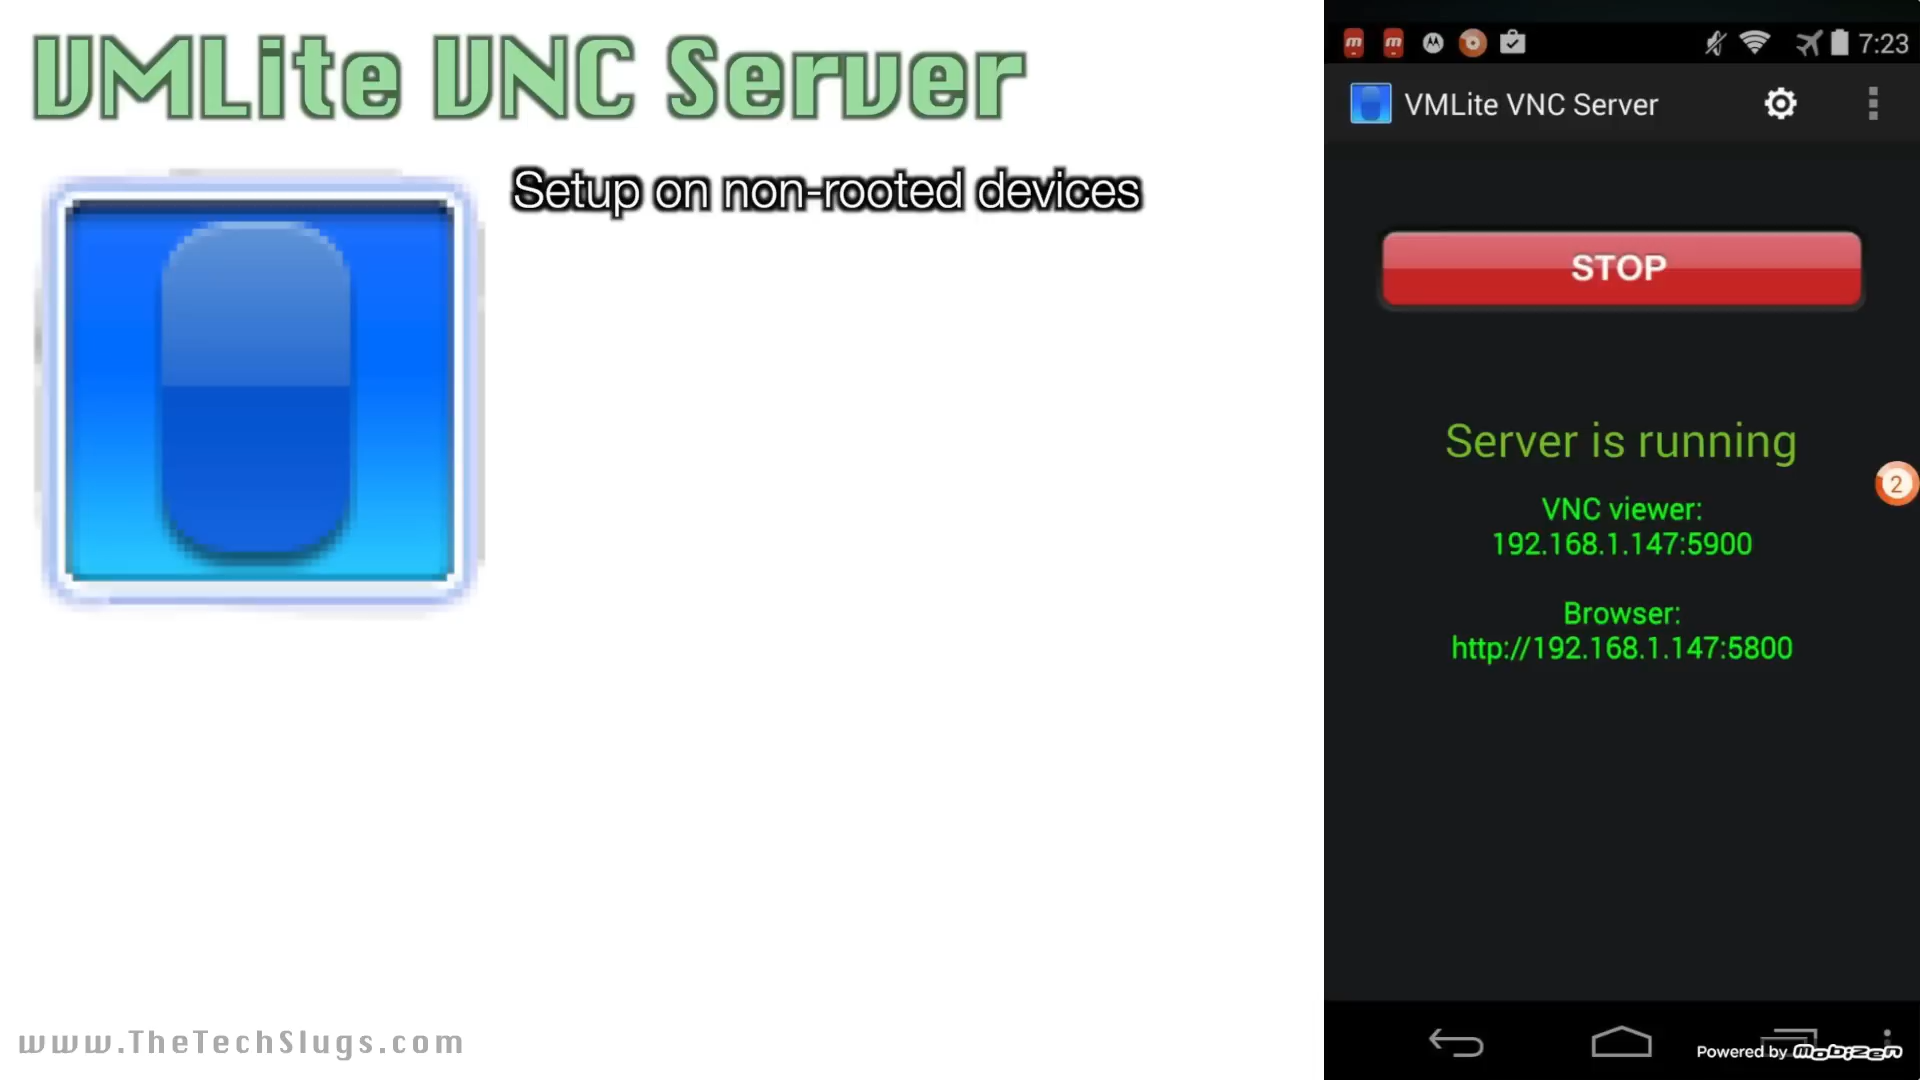 VMLite VNC Server
Setup on non-rooted devices
www.TheTechSlugs.com
7:23
VMLite VNC Server
STOP
Server is running
2
VNC viewer:
192.168.1.147:5900
Browser:
http://192.168.1.147:5800
Powered by mobizen